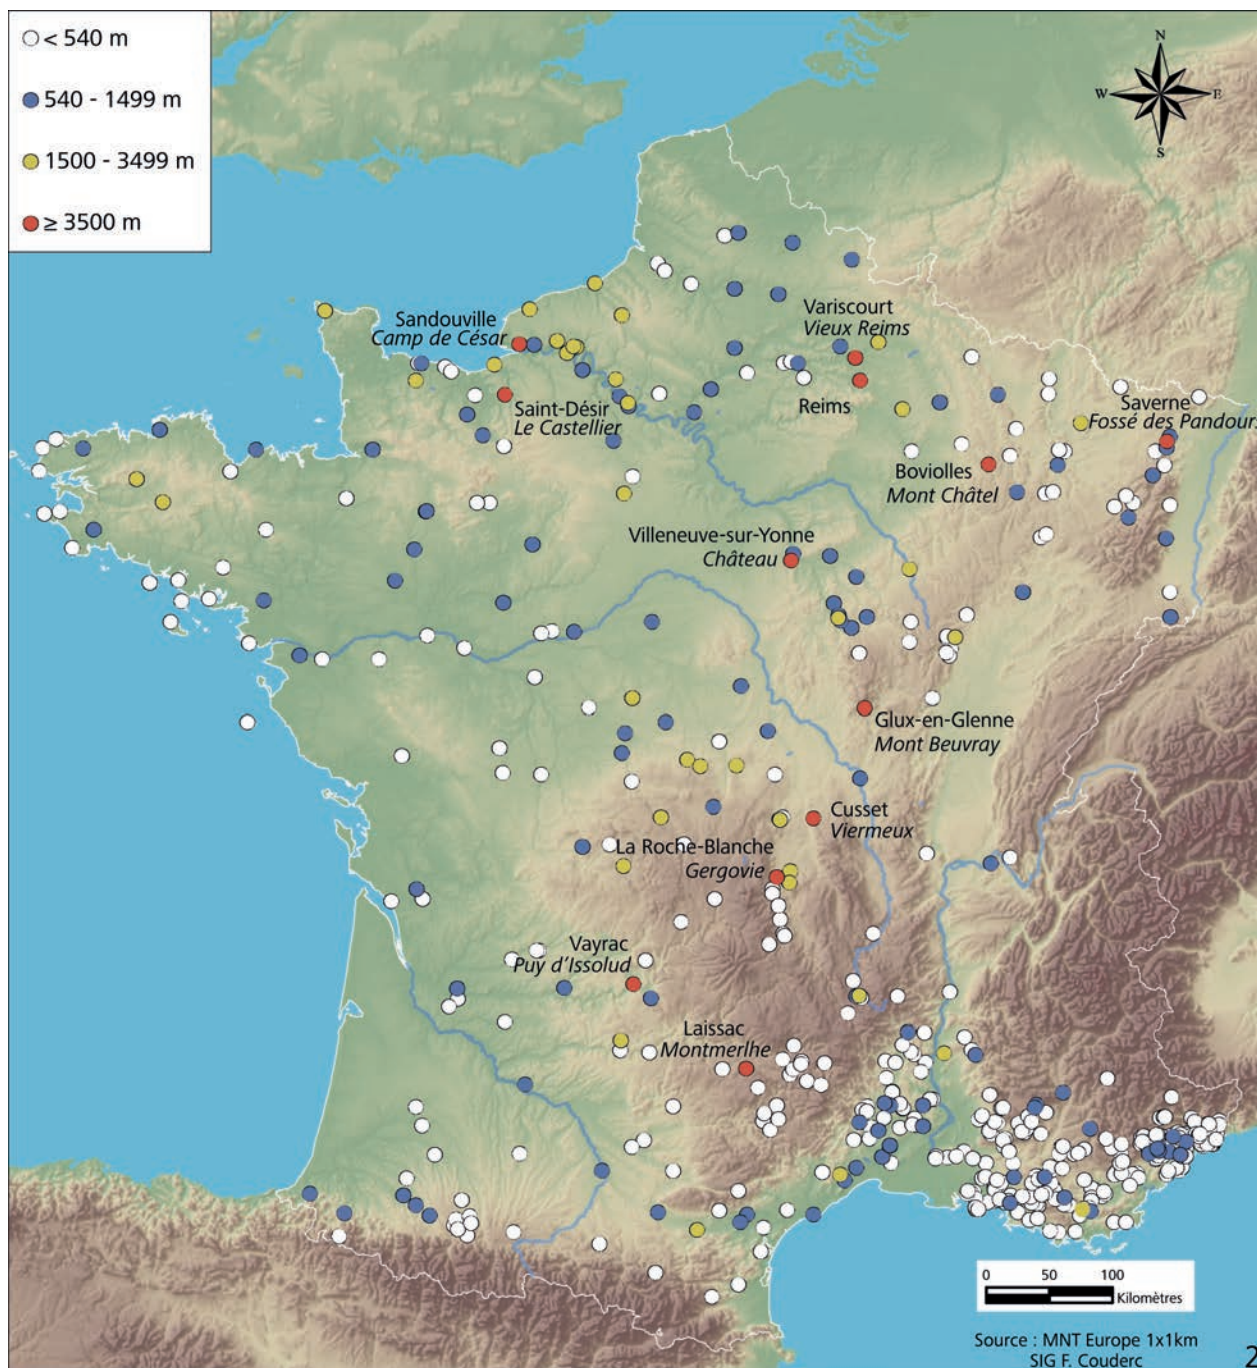 < 540 m
540 - 1499 m
1500 - 3499 m
≥ 3500 m
N
W
E
S
Sandouville
Camp de César
Variscourt
Vieux Reims
Saint-Désir
Le Castellier
Reims
Saverne
Fossé des Pandours
Boviolles
Mont Châtel
Villeneuve-sur-Yonne
Château
Glux-en-Glenne
Mont Beuvray
Cusset
Viermeux
La Roche-Blanche
Gergovie
Vayrac
Puy d'Issolud
Laissac
Montmerlhe
0 50 100
Kilomètres
Source : MNT Europe 1x1km
SIG F. Couderc
2